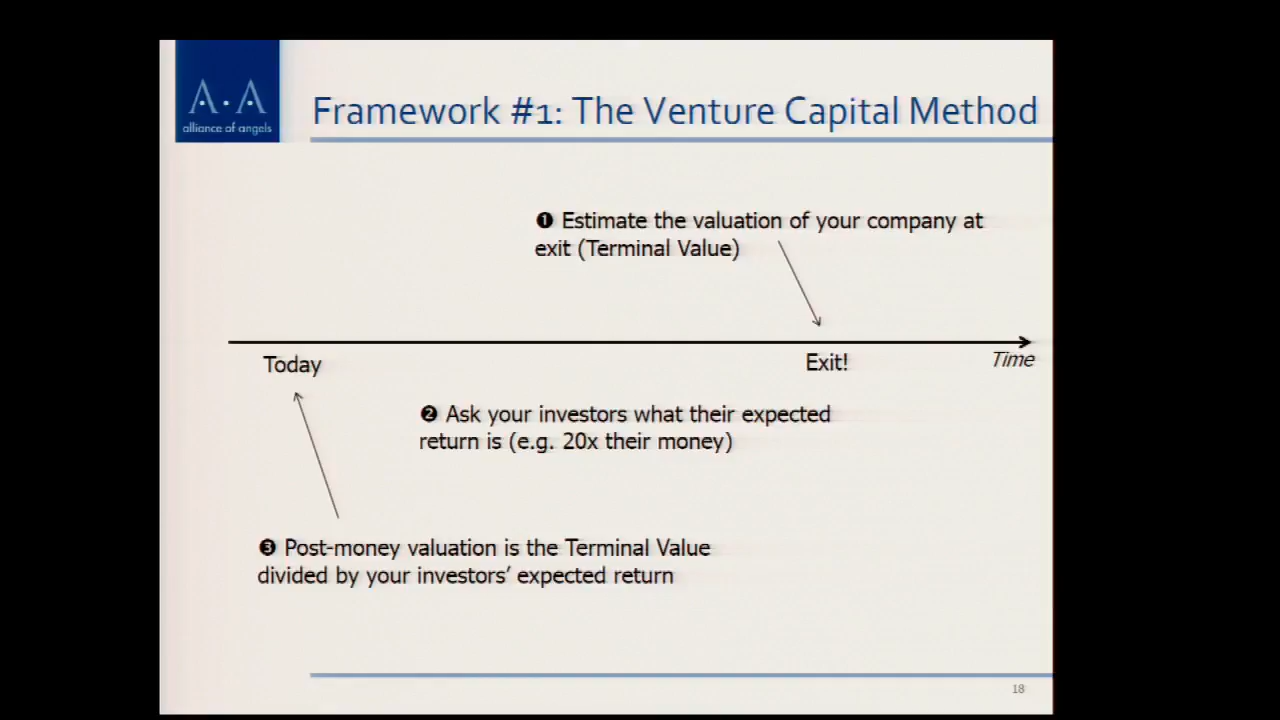 A.A
alliance of angels
Framework #1: The Venture Capital Method
❶ Estimate the valuation of your company at
exit (Terminal Value)
Today
Exit!
Time
❷ Ask your investors what their expected
return is (e.g. 20x their money)
❸ Post-money valuation is the Terminal Value
divided by your investors’ expected return
18